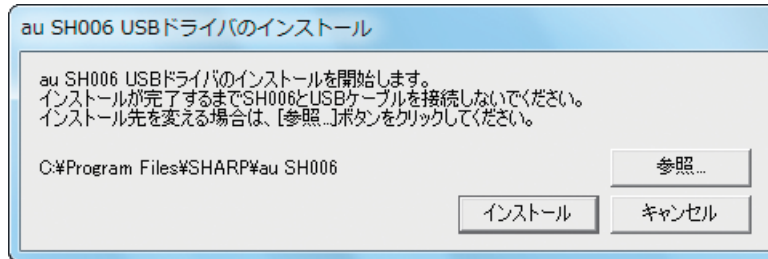 au SH006 USBドライバのインストール
au SH006 USBドライバのインストールを開始します。
インストールが完了するまでSH006とUSBケーブルを接続しないでください。
インストール先を変える場合は、[参照...]ボタンをクリックしてください。
C:¥Program Files¥SHARP¥au SH006
参照...
インストール
キャンセル